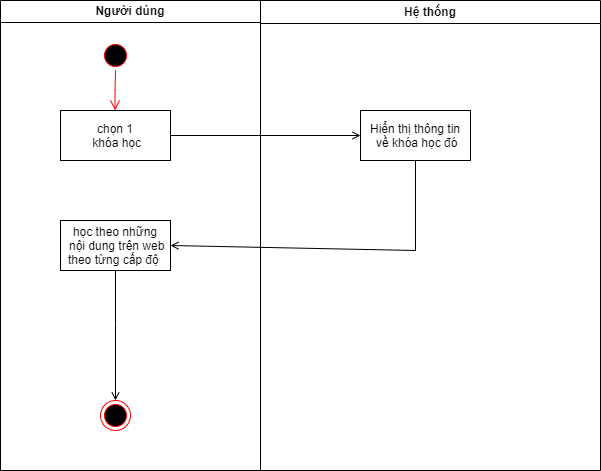 Người dùng
Hệ thống
chọn 1
khóa học
Hiển thị thông tin
về khóa học đó
học theo những
nội dung trên web
theo từng cấp độ